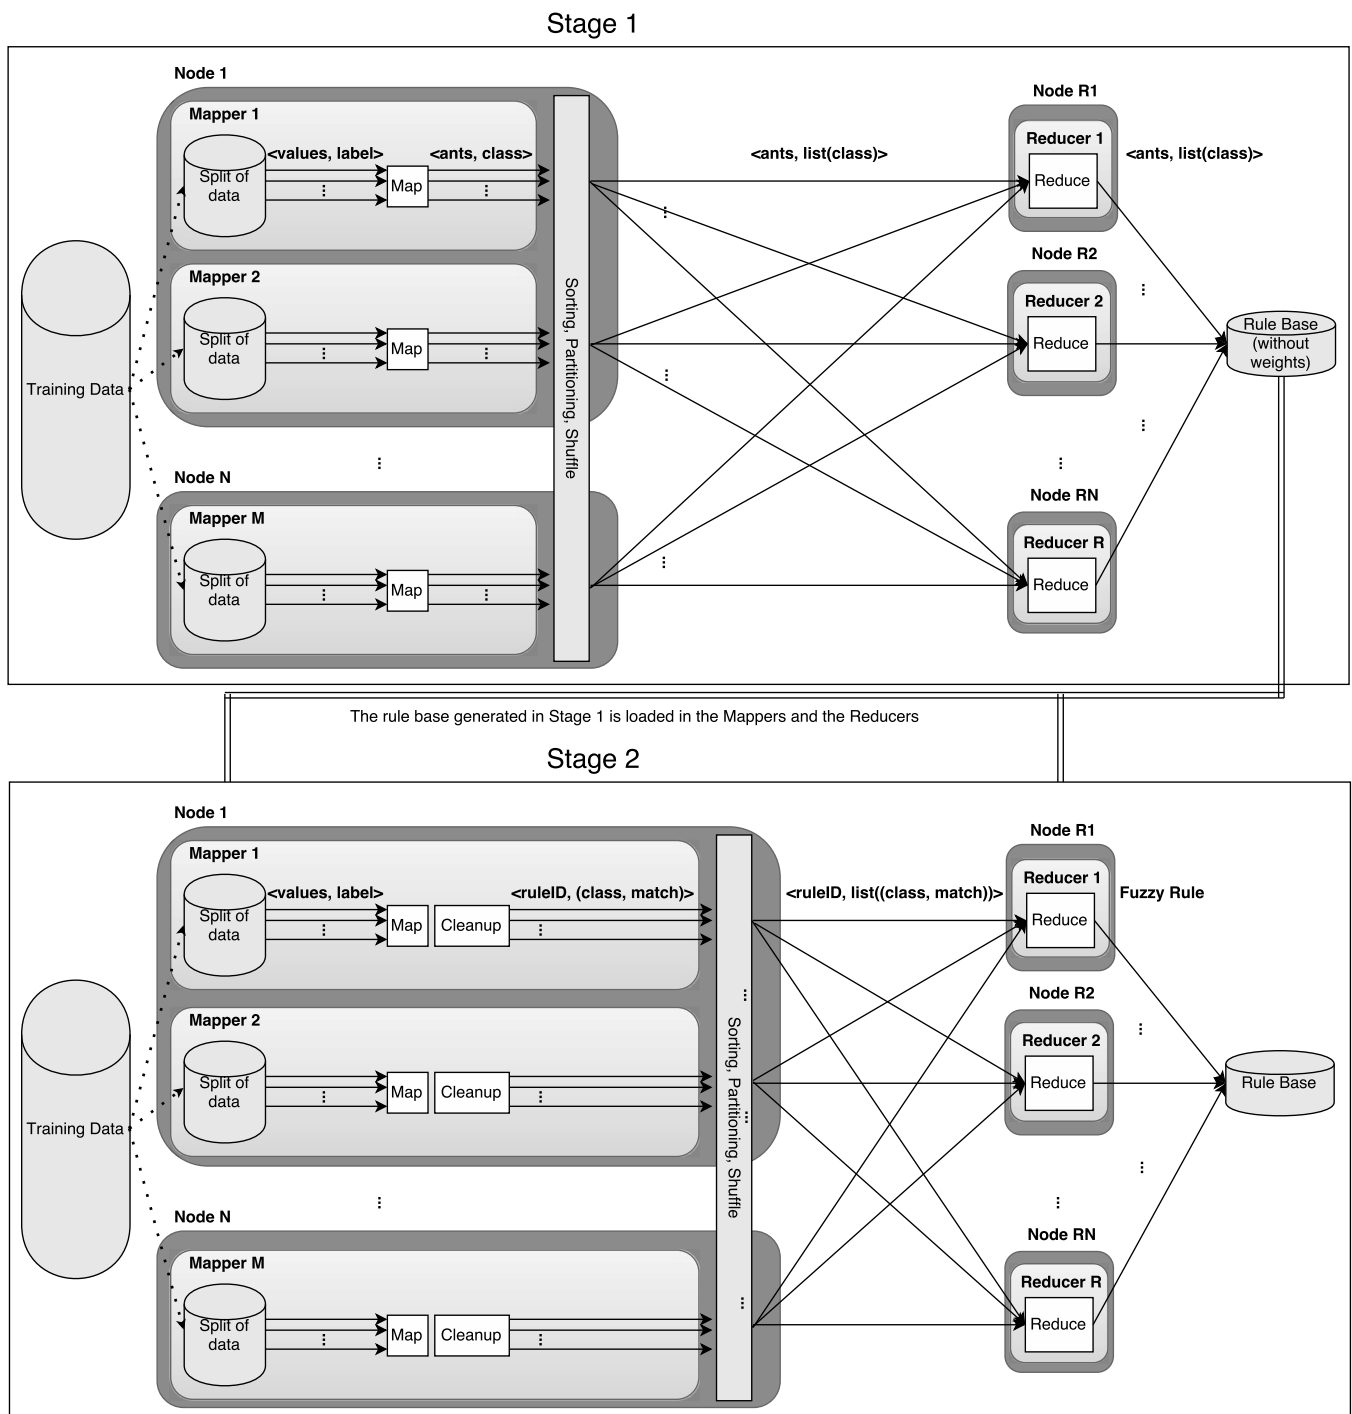 Stage 1
Node 1
Mapper 1
<values, label>
<ants, class>
Split of
data
Map
...
...
Mapper 2
Split of
data
Map
...
...
...
Node N
Mapper M
Split of
data
Map
...
...
Training Data
Sorting, Partitioning, Shuffle
<ants, list(class)>
...
...
...
Node R1
Reducer 1
Reduce
<ants, list(class)>
Node R2
Reducer 2
Reduce
...
...
...
Node RN
Reducer R
Reduce
Rule Base
(without
weights)
The rule base generated in Stage 1 is loaded in the Mappers and the Reducers
Stage 2
Node 1
Mapper 1
<values, label>
<ruleID, (class, match)>
Split of
data
Map
Cleanup
...
...
Mapper 2
Split of
data
Map
Cleanup
...
...
...
Node N
Mapper M
Split of
data
Map
Cleanup
...
...
Training Data
Sorting, Partitioning, Shuffle
...
...
...
<ruleID, list((class, match))>
Node R1
Reducer 1
Reduce
Fuzzy Rule
Node R2
Reducer 2
Reduce
...
...
...
Node RN
Reducer R
Reduce
Rule Base